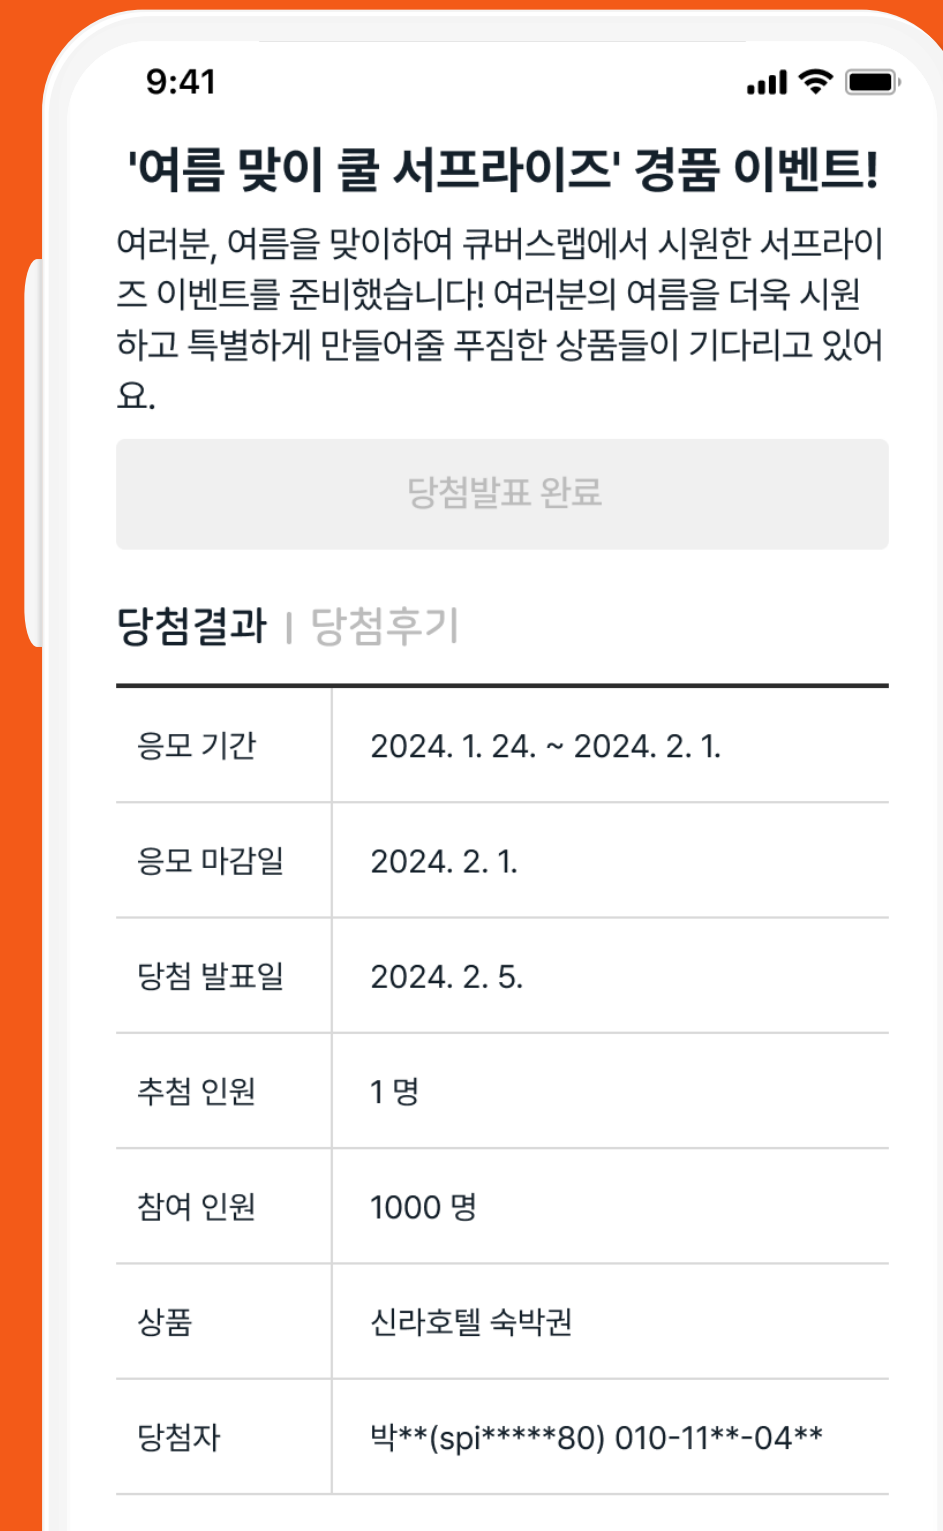 9:41
'여름 맞이 쿨 서프라이즈' 경품 이벤트!
여러분, 여름을 맞이하여 큐버스랩에서 시원한 서프라이
즈 이벤트를 준비했습니다! 여러분의 여름을 더욱 시원
하고 특별하게 만들어줄 푸짐한 상품들이 기다리고 있어
요.
당첨발표 완료
당첨결과 | 당첨후기
응모 기간 2024. 1. 24. ~ 2024. 2. 1.
응모 마감일 2024. 2. 1.
당첨 발표일 2024. 2. 5.
추첨 인원 1 명
참여 인원 1000 명
상품 신라호텔 숙박권
당첨자 박**(spi*****80) 010-11**-04**